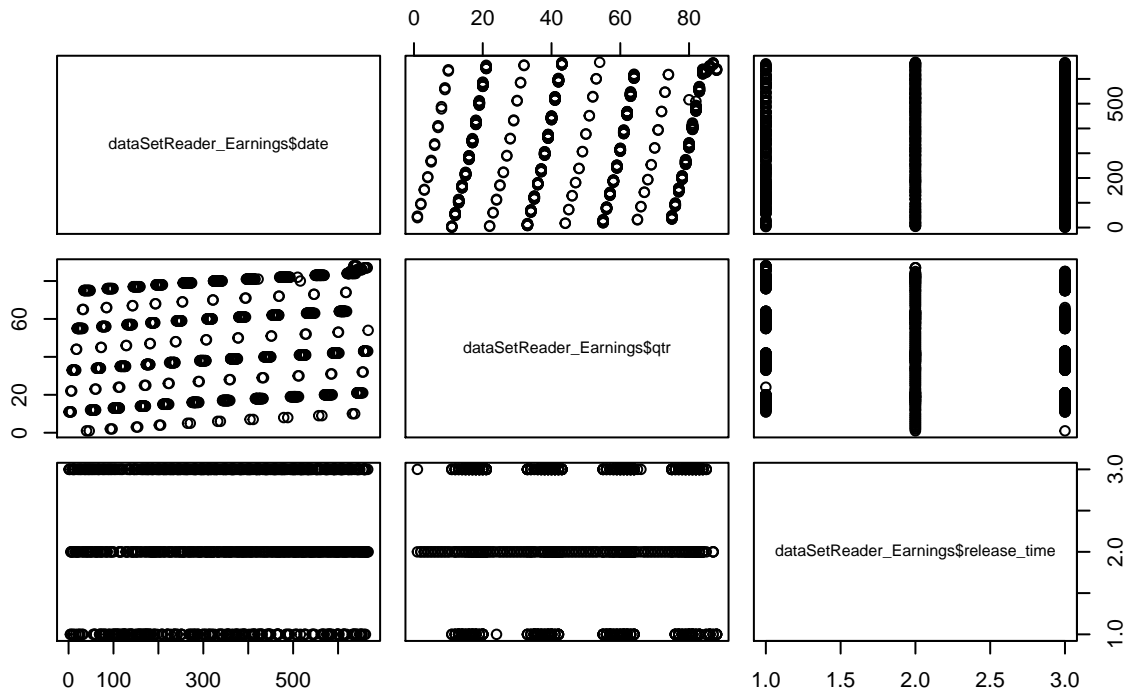 0 20 40 60 80
dataSetReader_Earnings$date
0 200 500
0 20 60
dataSetReader_Earnings$qtr
dataSetReader_Earnings$release_time
1.0 2.0 3.0
0 100 300 500
1.0 1.5 2.0 2.5 3.0